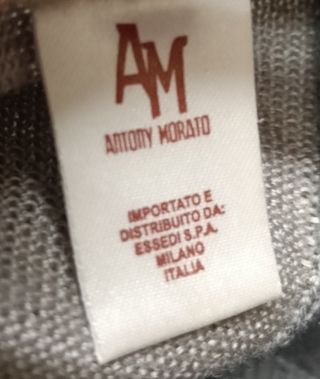 AM
ANTONY MORATO
IMPORTATO E
DISTRIBUITO DA:
ESSEDI S.P.A.
MILANO
ITALIA